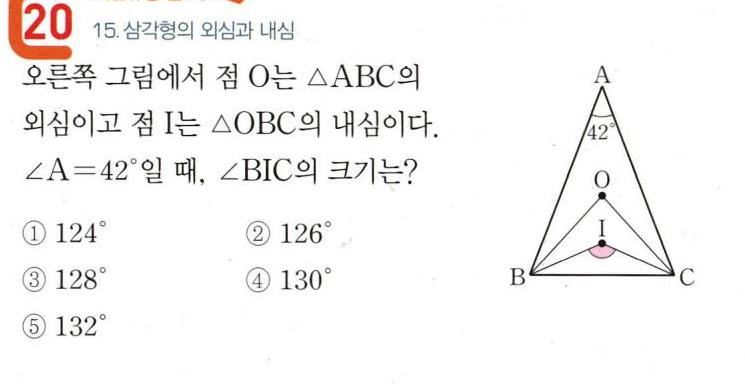 20 15. 삼각형의 외심과 내심
오른쪽 그림에서 점 O는 △ABC의
외심이고 점 I는 △OBC의 내심이다.
∠A=42°일 때, ∠BIC의 크기는?
① 124° ② 126°
③ 128° ④ 130°
⑤ 132°
A
42°
O
I
B C